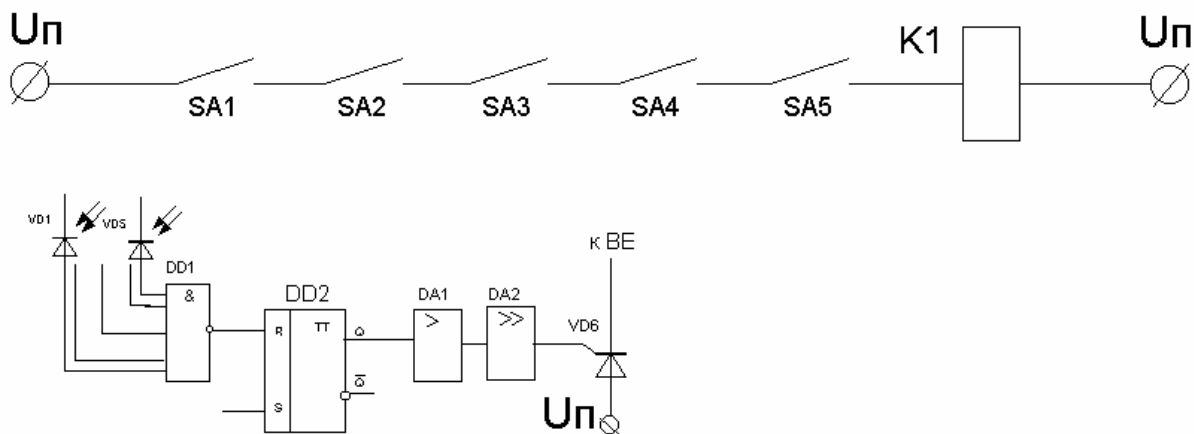 Uп
K1
Uп
SA1
SA2
SA3
SA4
SA5
VD1
VD5
к ВЕ
DD1
&
DD2
DA1
DA2
R
TT
Q
>
>>
VD6
Q
S
Uп